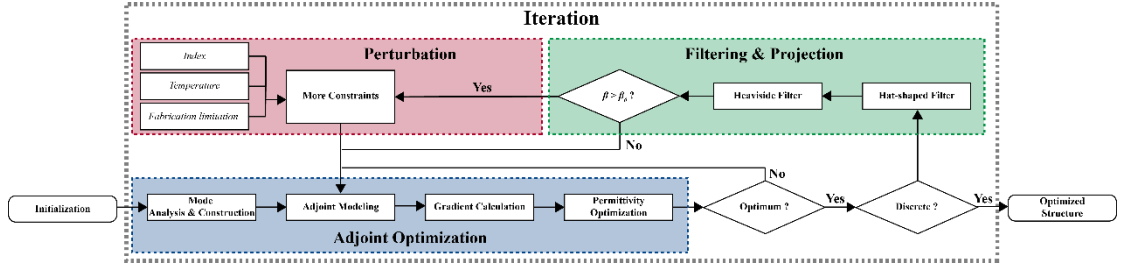 Iteration
Perturbation
Filtering & Projection
Index
Temperature
Fabrication limitation
More Constraints
Yes
β > βₒ ?
Heaviside Filter
Hat-shaped Filter
No
No
Initialization
Mode
Analysis & Construction
Adjoint Modeling
Gradient Calculation
Permittivity
Optimization
Optimum ?
Yes
Discrete ?
Yes
Optimized
Structure
Adjoint Optimization